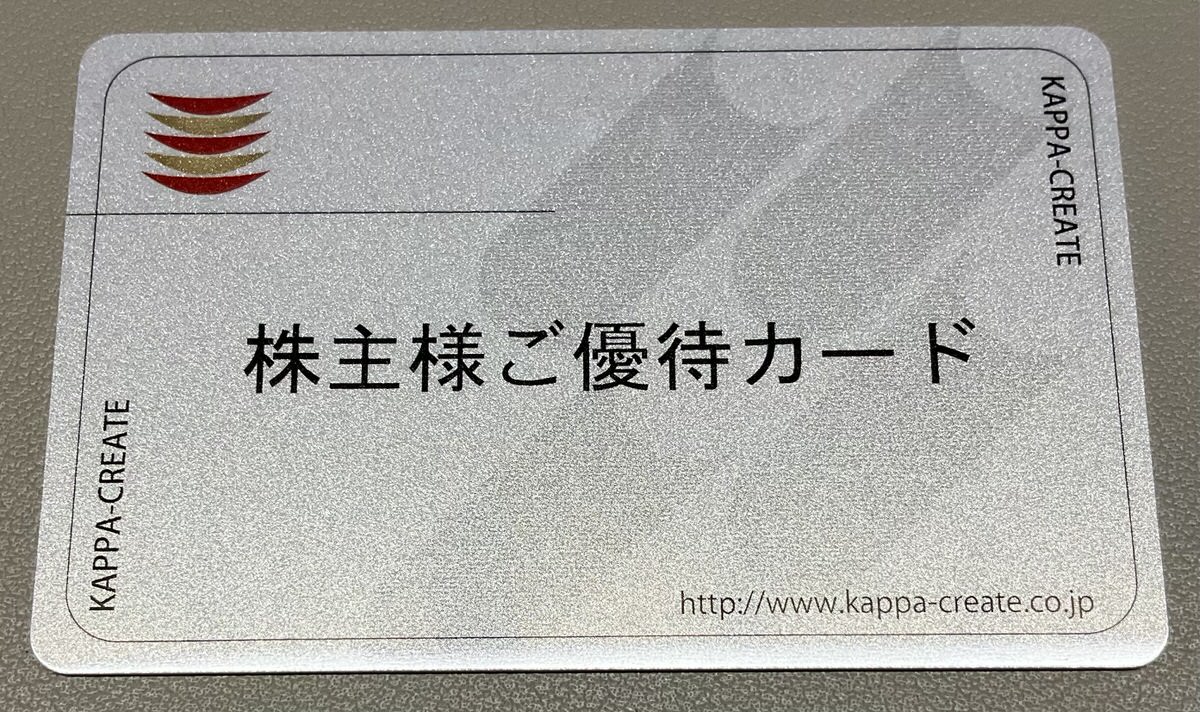 KAPPA-CREATE
株主様ご優待カード
KAPPA-CREATE
http://www.kappa-create.co.jp